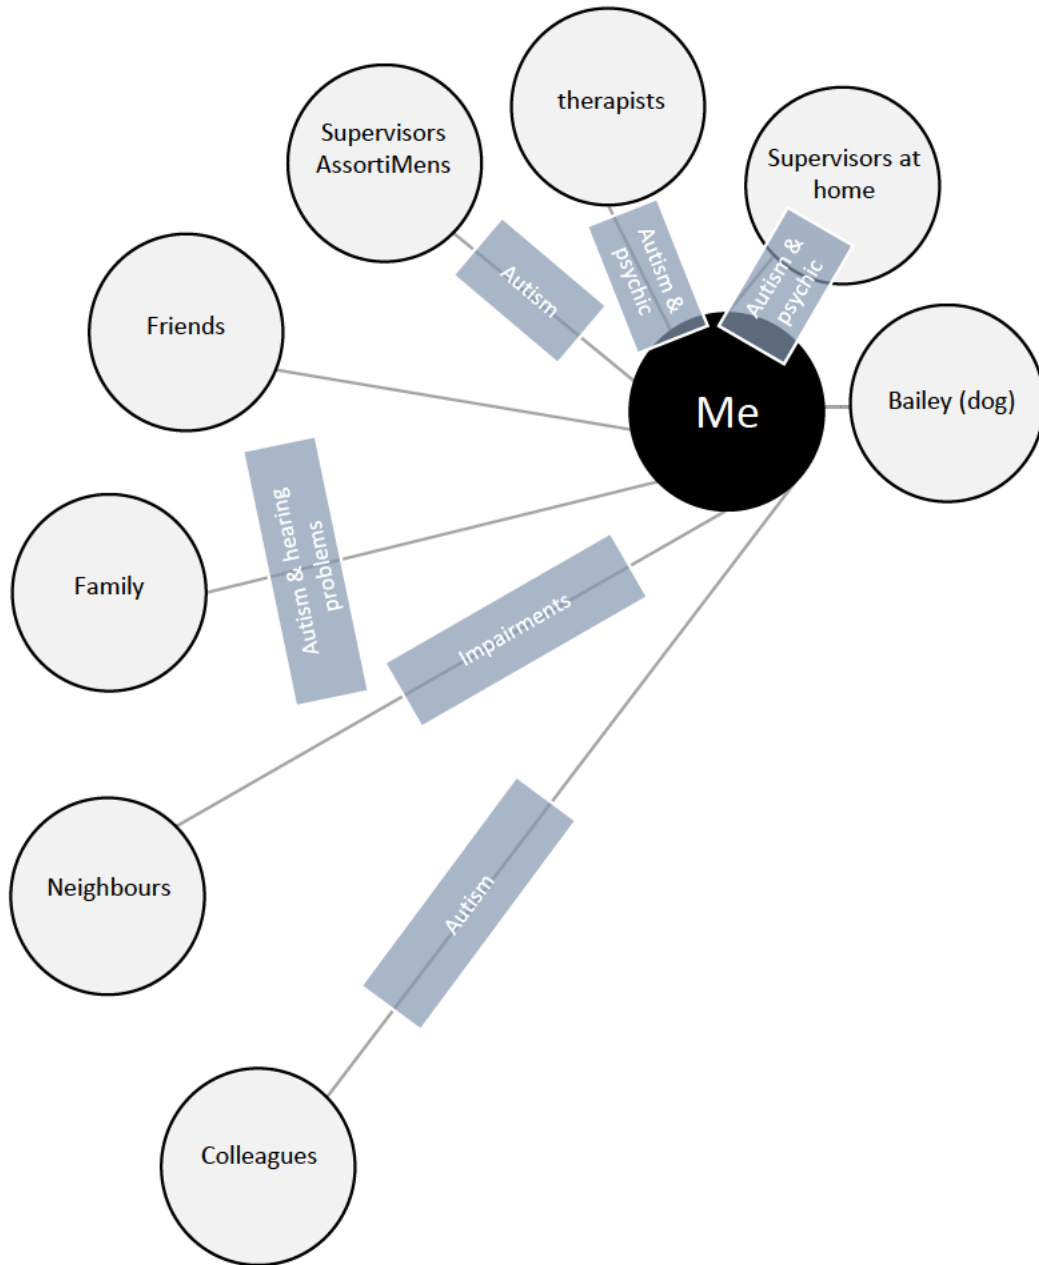 therapists
Supervisors
AssortiMens
Supervisors at
home
Autism &
psychic
Autism &
psychic
Autism
Friends
Me
Bailey (dog)
Autism & hearing
problems
Family
Impairments
Neighbours
Autism
Colleagues